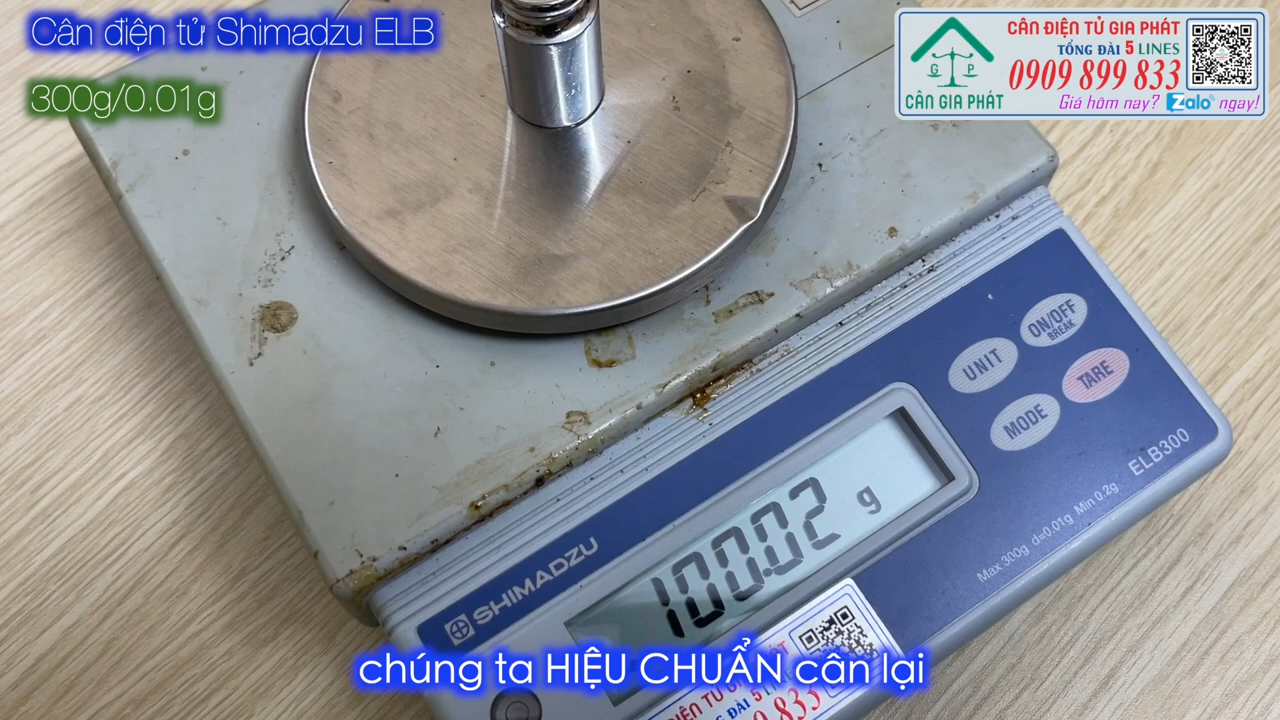 Cân điện tử Shimadzu ELB
300g/0.01g
CÂN ĐIỆN TỬ GIA PHÁT
TỔNG ĐÀI 5 LINES
0909 899 833
Giá hôm nay? Zalo ngay!
G P
CÂN GIA PHÁT
ON/OFF
BREAK
UNIT
TARE
MODE
ELB300
Max 300g d=0.01g Min 0.2g
SHIMADZU
100.02 g
chúng ta HIỆU CHUẨN cân lại